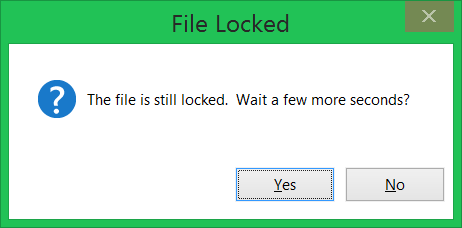 File Locked
The file is still locked.  Wait a few more seconds?
Yes
No